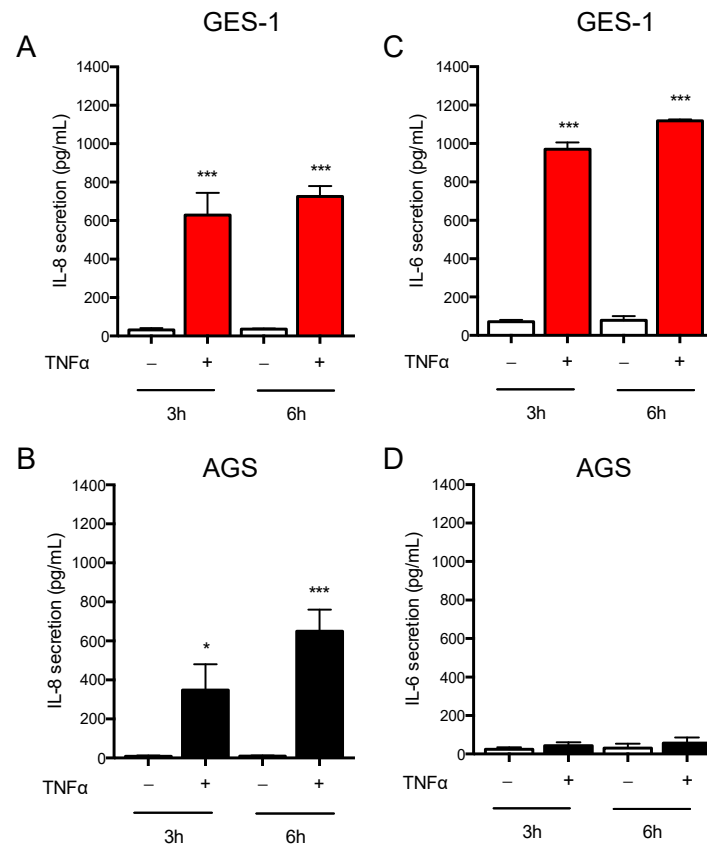 A
GES-1
IL-8 secretion (pg/mL)
1400
1200
1000
800
600
400
200
0
***
***
TNFα
– + – +
3h 6h
C
GES-1
IL-6 secretion (pg/mL)
1400
1200
1000
800
600
400
200
0
***
***
TNFα
– + – +
3h 6h
B
AGS
IL-8 secretion (pg/mL)
1400
1200
1000
800
600
400
200
0
*
***
TNFα
– + – +
3h 6h
D
AGS
IL-6 secretion (pg/mL)
1400
1200
1000
800
600
400
200
0
TNFα
– + – +
3h 6h